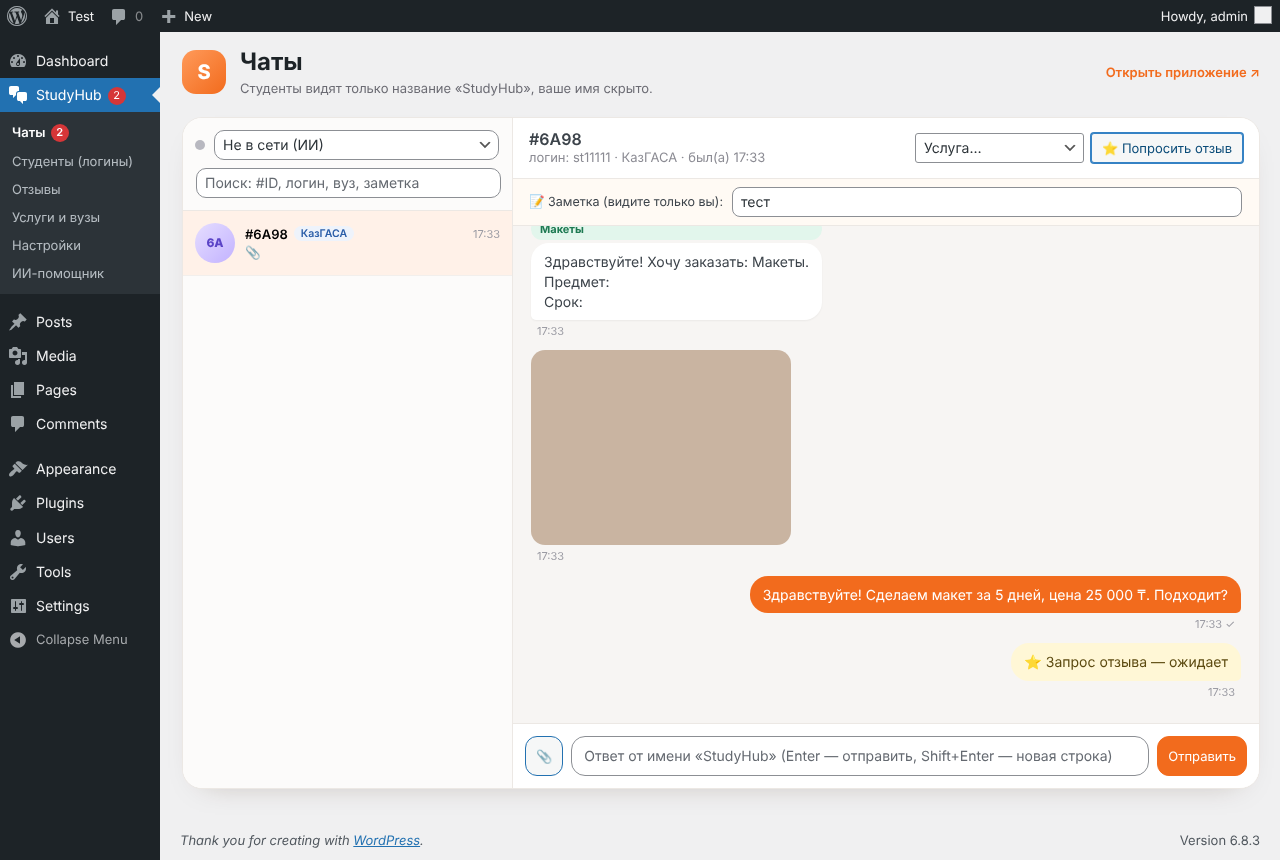 Test
0
New
Howdy, admin
Dashboard
StudyHub 2
Чаты 2
Студенты (логины)
Отзывы
Услуги и вузы
Настройки
ИИ-помощник
Posts
Media
Pages
Comments
Appearance
Plugins
Users
Tools
Settings
Collapse Menu
S
Чаты
Студенты видят только название «StudyHub», ваше имя скрыто.
Открыть приложение ↗
Не в сети (ИИ)
Поиск: #ID, логин, вуз, заметка
6A
#6A98 КазГАСА 17:33
📎
#6A98
логин: st11111 · КазГАСА · был(а) 17:33
Услуга...
⭐ Попросить отзыв
📝 Заметка (видите только вы): тест
Макеты
Здравствуйте! Хочу заказать: Макеты.
Предмет:
Срок:
17:33
17:33
Здравствуйте! Сделаем макет за 5 дней, цена 25 000 ₸. Подходит?
17:33 ✓
⭐ Запрос отзыва — ожидает
17:33
📎
Ответ от имени «StudyHub» (Enter — отправить, Shift+Enter — новая строка)
Отправить
Thank you for creating with WordPress.
Version 6.8.3